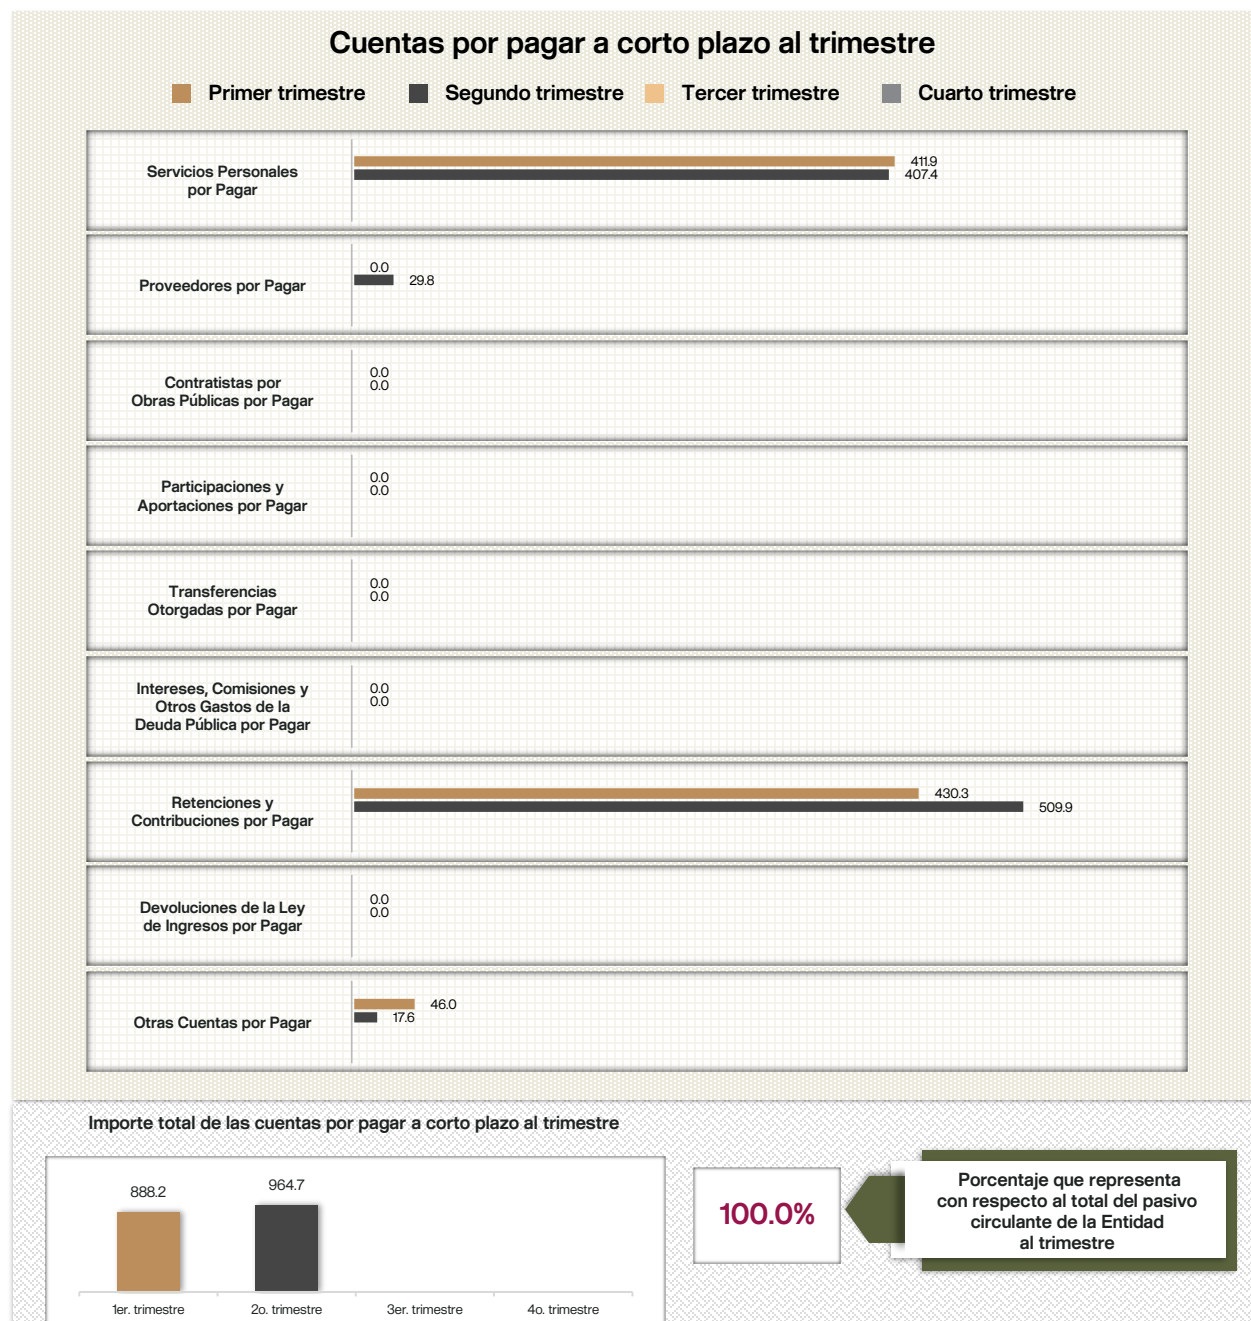 Cuentas por pagar a corto plazo al trimestre
Primer trimestre
Segundo trimestre
Tercer trimestre
Cuarto trimestre
Servicios Personales
por Pagar
411.9
407.4
Proveedores por Pagar
0.0
29.8
Contratistas por
Obras Públicas por Pagar
0.0
0.0
Participaciones y
Aportaciones por Pagar
0.0
0.0
Transferencias
Otorgadas por Pagar
0.0
0.0
Intereses, Comisiones y
Otros Gastos de la
Deuda Pública por Pagar
0.0
0.0
Retenciones y
Contribuciones por Pagar
430.3
509.9
Devoluciones de la Ley
de Ingresos por Pagar
0.0
0.0
Otras Cuentas por Pagar
46.0
17.6
Importe total de las cuentas por pagar a corto plazo al trimestre
888.2
964.7
1er. trimestre
2o. trimestre
3er. trimestre
4o. trimestre
100.0%
Porcentaje que representa
con respecto al total del pasivo
circulante de la Entidad
al trimestre